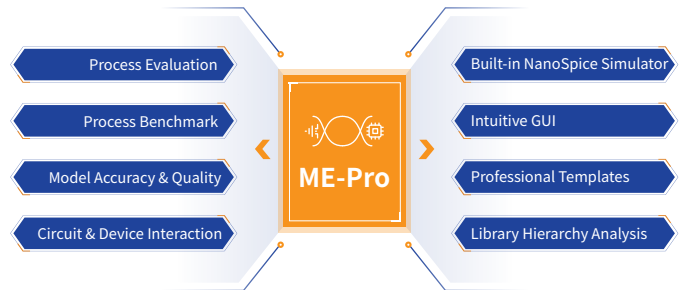 Process Evaluation
Process Benchmark
Model Accuracy & Quality
Circuit & Device Interaction
ME-Pro
Built-in NanoSpice Simulator
Intuitive GUI
Professional Templates
Library Hierarchy Analysis